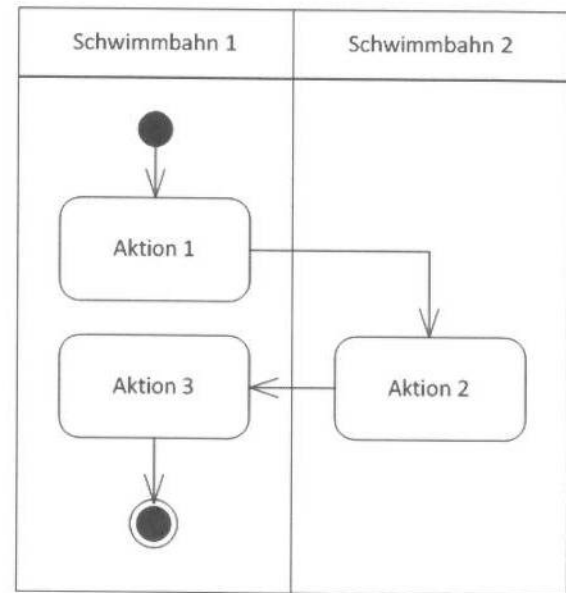 Schwimmbahn 1
Schwimmbahn 2
Aktion 1
Aktion 3
Aktion 2